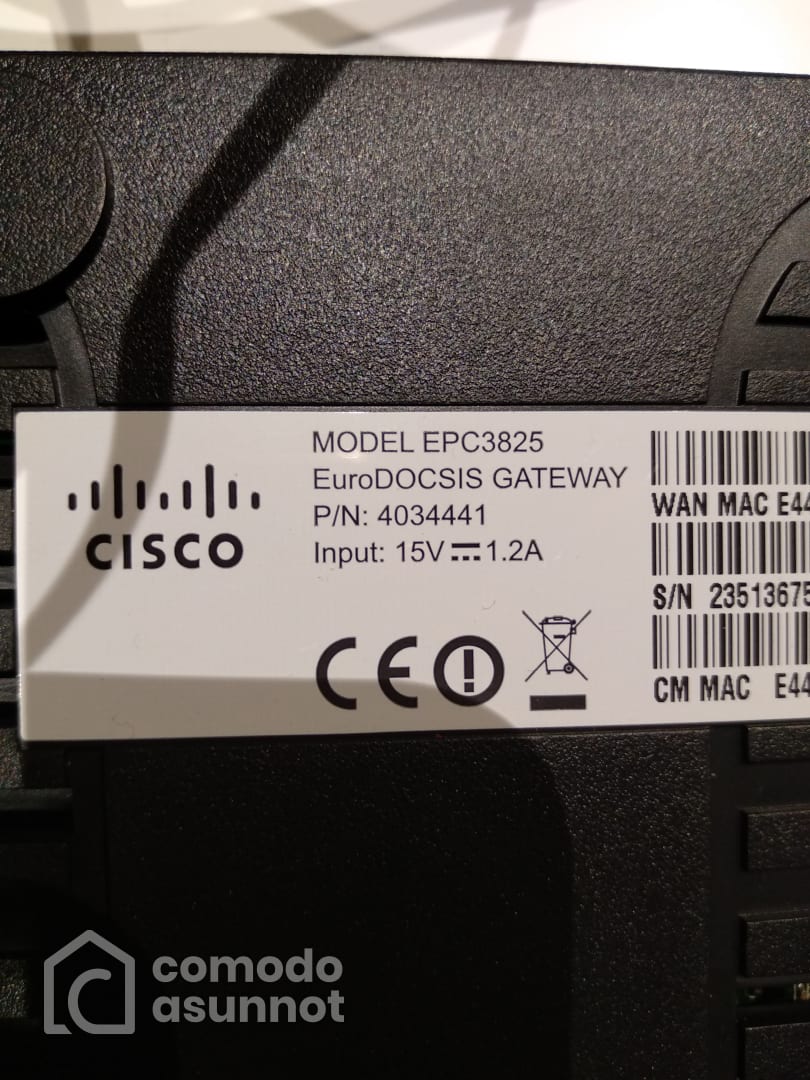 CISCO
MODEL EPC3825
EuroDOCSIS GATEWAY
P/N: 4034441
Input: 15V ⎓ 1.2A
CE
WAN MAC E44
S/N 23513675
CM MAC E44
comodo
asunnot